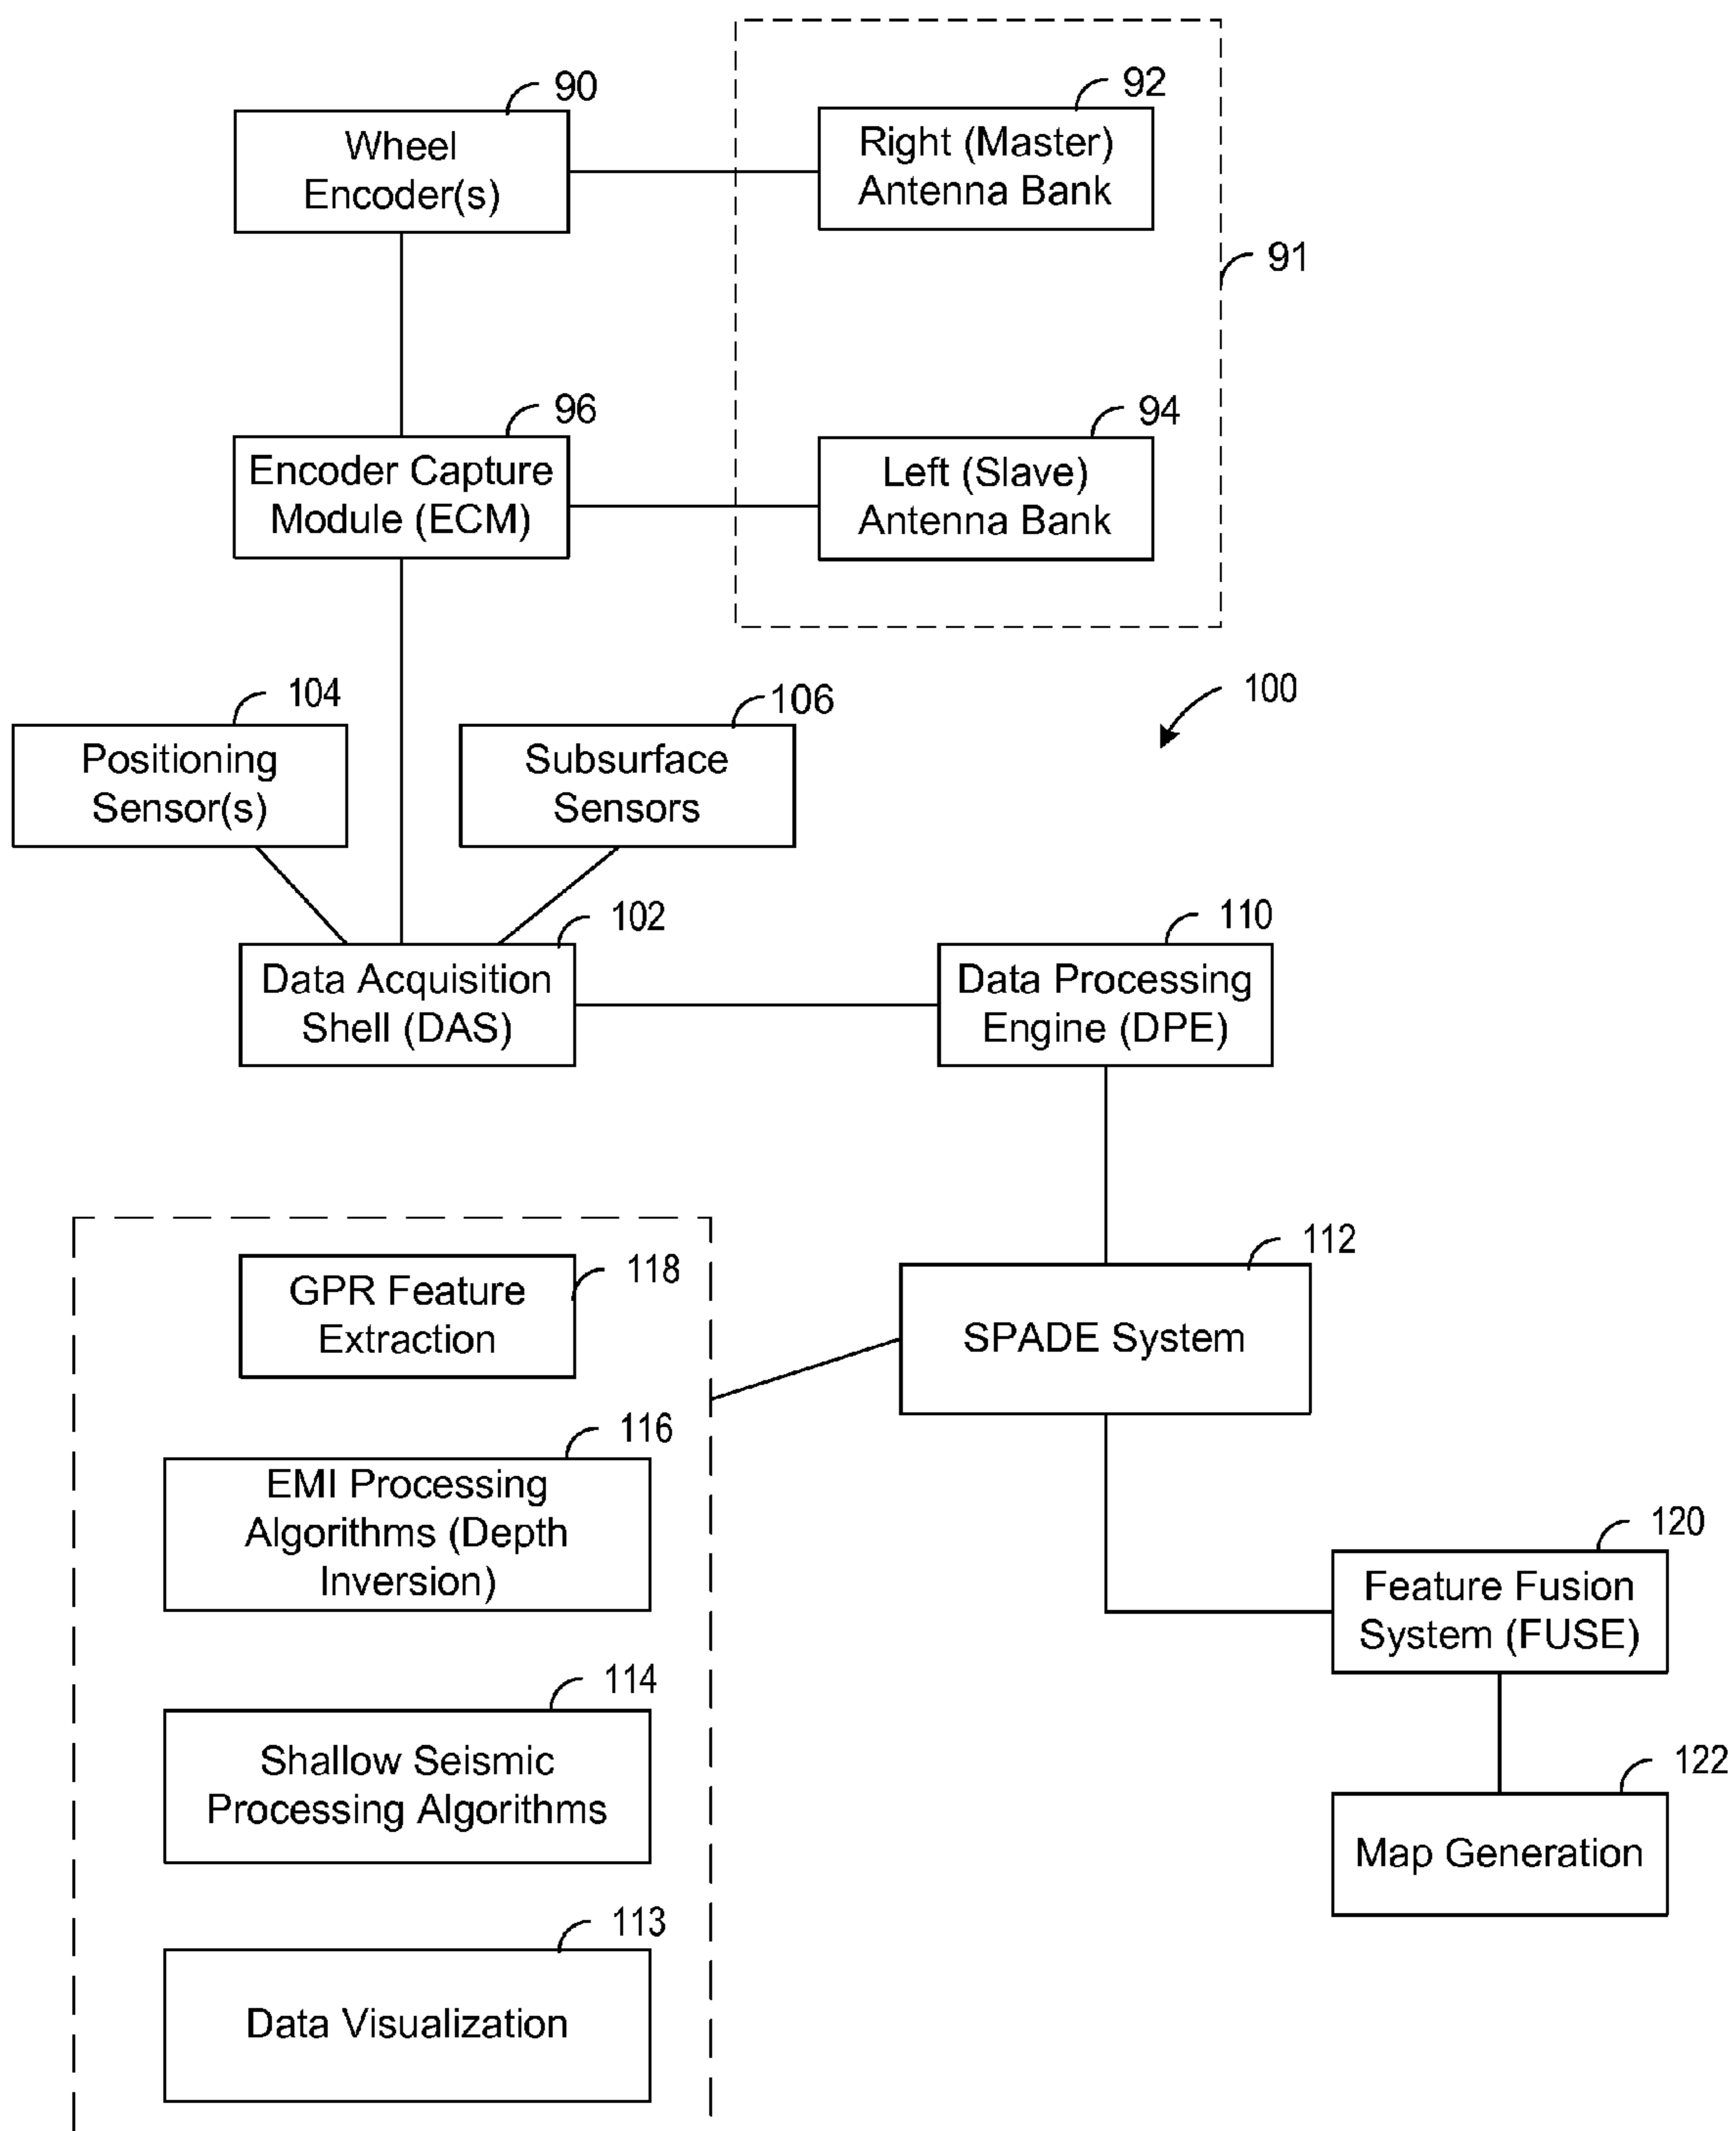 90
Wheel
Encoder(s)
92
Right (Master)
Antenna Bank
91
96
Encoder Capture
Module (ECM)
94
Left (Slave)
Antenna Bank
104
Positioning
Sensor(s)
106
Subsurface
Sensors
100
102
Data Acquisition
Shell (DAS)
110
Data Processing
Engine (DPE)
112
SPADE System
118
GPR Feature
Extraction
116
EMI Processing
Algorithms (Depth
Inversion)
114
Shallow Seismic
Processing Algorithms
113
Data Visualization
120
Feature Fusion
System (FUSE)
122
Map Generation